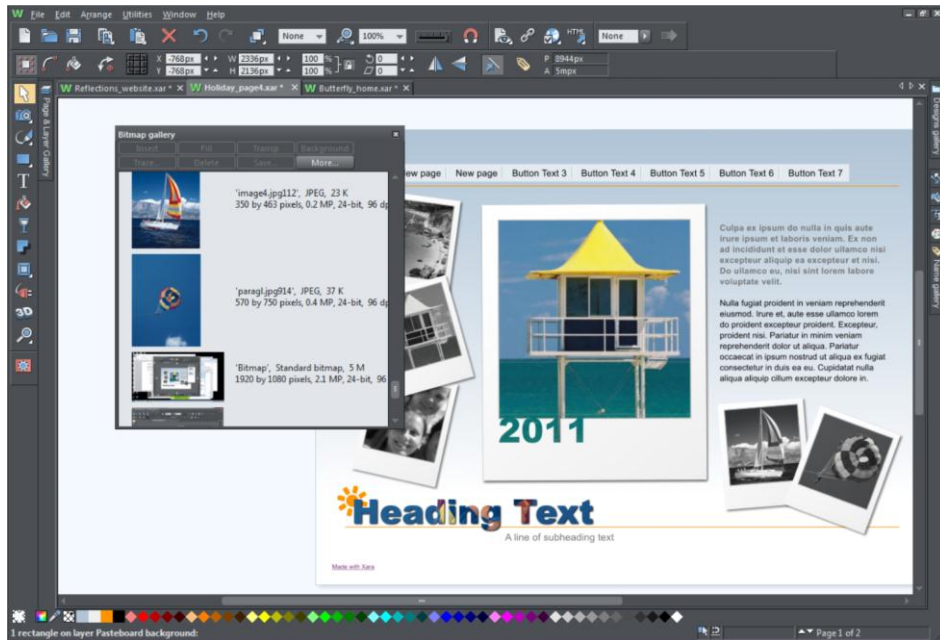 File Edit Arrange Utilities Window Help
None 100% HTML None
X -768px W 2336px 100 % 0 P 8944px
Y -768px H 2136px 100 % 0 A 5mpx
Reflections_website.xar * Holiday_page4.xar * Butterfly_home.xar *
Page & Layer Gallery
Designs gallery
Name gallery
Bitmap gallery
Insert Fill Transp Background
Trace... Delete Save... More...
'image4.jpg112', JPEG, 23 K
350 by 463 pixels, 0.2 MP, 24-bit, 96 dp
'paragl.jpg914', JPEG, 37 K
570 by 750 pixels, 0.4 MP, 24-bit, 96 dp
'Bitmap', Standard bitmap, 5 M
1920 by 1080 pixels, 2.1 MP, 24-bit, 96
ew page New page Button Text 3 Button Text 4 Button Text 5 Button Text 6 Button Text 7
Culpa ex ipsum do nulla in quis aute
irure ipsum et laboris veniam. Ex non
ad incididunt et esse dolor ullamco nisi
excepteur aliquip ea excepteur et nisi.
Do ullamco eu, nisi sint lorem labore
voluptate velit.
Nulla fugiat proident in veniam reprehenderit
eiusmod. Irure et, aute esse ullamco lorem
do proident excepteur proident. Excepteur,
proident nisi. Pariatur in minim veniam
reprehenderit dolor ut aliqua. Pariatur
occaecat in ipsum nostrud ut aliqua ex fugiat
consectetur in duis ea eu. Cupidatat nulla
aliqua aliquip cillum excepteur dolore in.
2011
Heading Text
A line of subheading text
Made with Xara
3D
1 rectangle on layer Pasteboard background:
Page 1 of 2